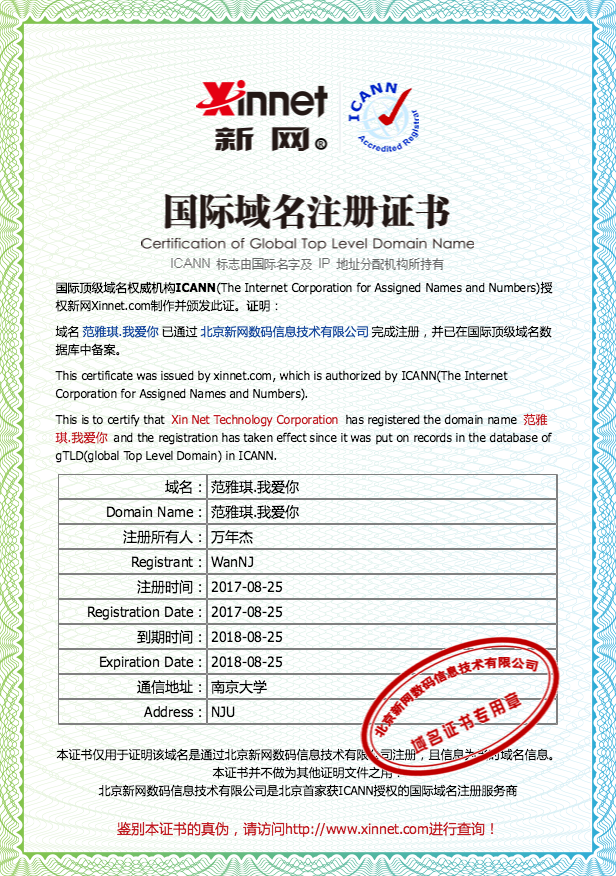 Xinnet
新网®
ICANN
Accredited Registrar
国际域名注册证书
Certification of Global Top Level Domain Name
ICANN 标志由国际名字及 IP 地址分配机构所持有
国际顶级域名权威机构ICANN(The Internet Corporation for Assigned Names and Numbers)授
权新网Xinnet.com制作并颁发此证。证明：
域名 范雅琪.我爱你 已通过 北京新网数码信息技术有限公司 完成注册，并已在国际顶级域名数
据库中备案。
This certificate was issued by xinnet.com, which is authorized by ICANN(The Internet
Corporation for Assigned Names and Numbers).
This is to certify that Xin Net Technology Corporation has registered the domain name 范雅
琪.我爱你 and the registration has taken effect since it was put on records in the database of
gTLD(global Top Level Domain) in ICANN.
域名： 范雅琪.我爱你
Domain Name： 范雅琪.我爱你
注册所有人： 万年杰
Registrant： WanNJ
注册时间： 2017-08-25
Registration Date： 2017-08-25
到期时间： 2018-08-25
Expiration Date： 2018-08-25
通信地址： 南京大学
Address： NJU
北京新网数码信息技术有限公司
域名证书专用章
本证书仅用于证明该域名是通过北京新网数码信息技术有限公司注册，且信息为 的域名信息。
本证书并不做为其他证明文件之用！
北京新网数码信息技术有限公司是北京首家获ICANN授权的国际域名注册服务商
鉴别本证书的真伪，请访问http://www.xinnet.com进行查询！